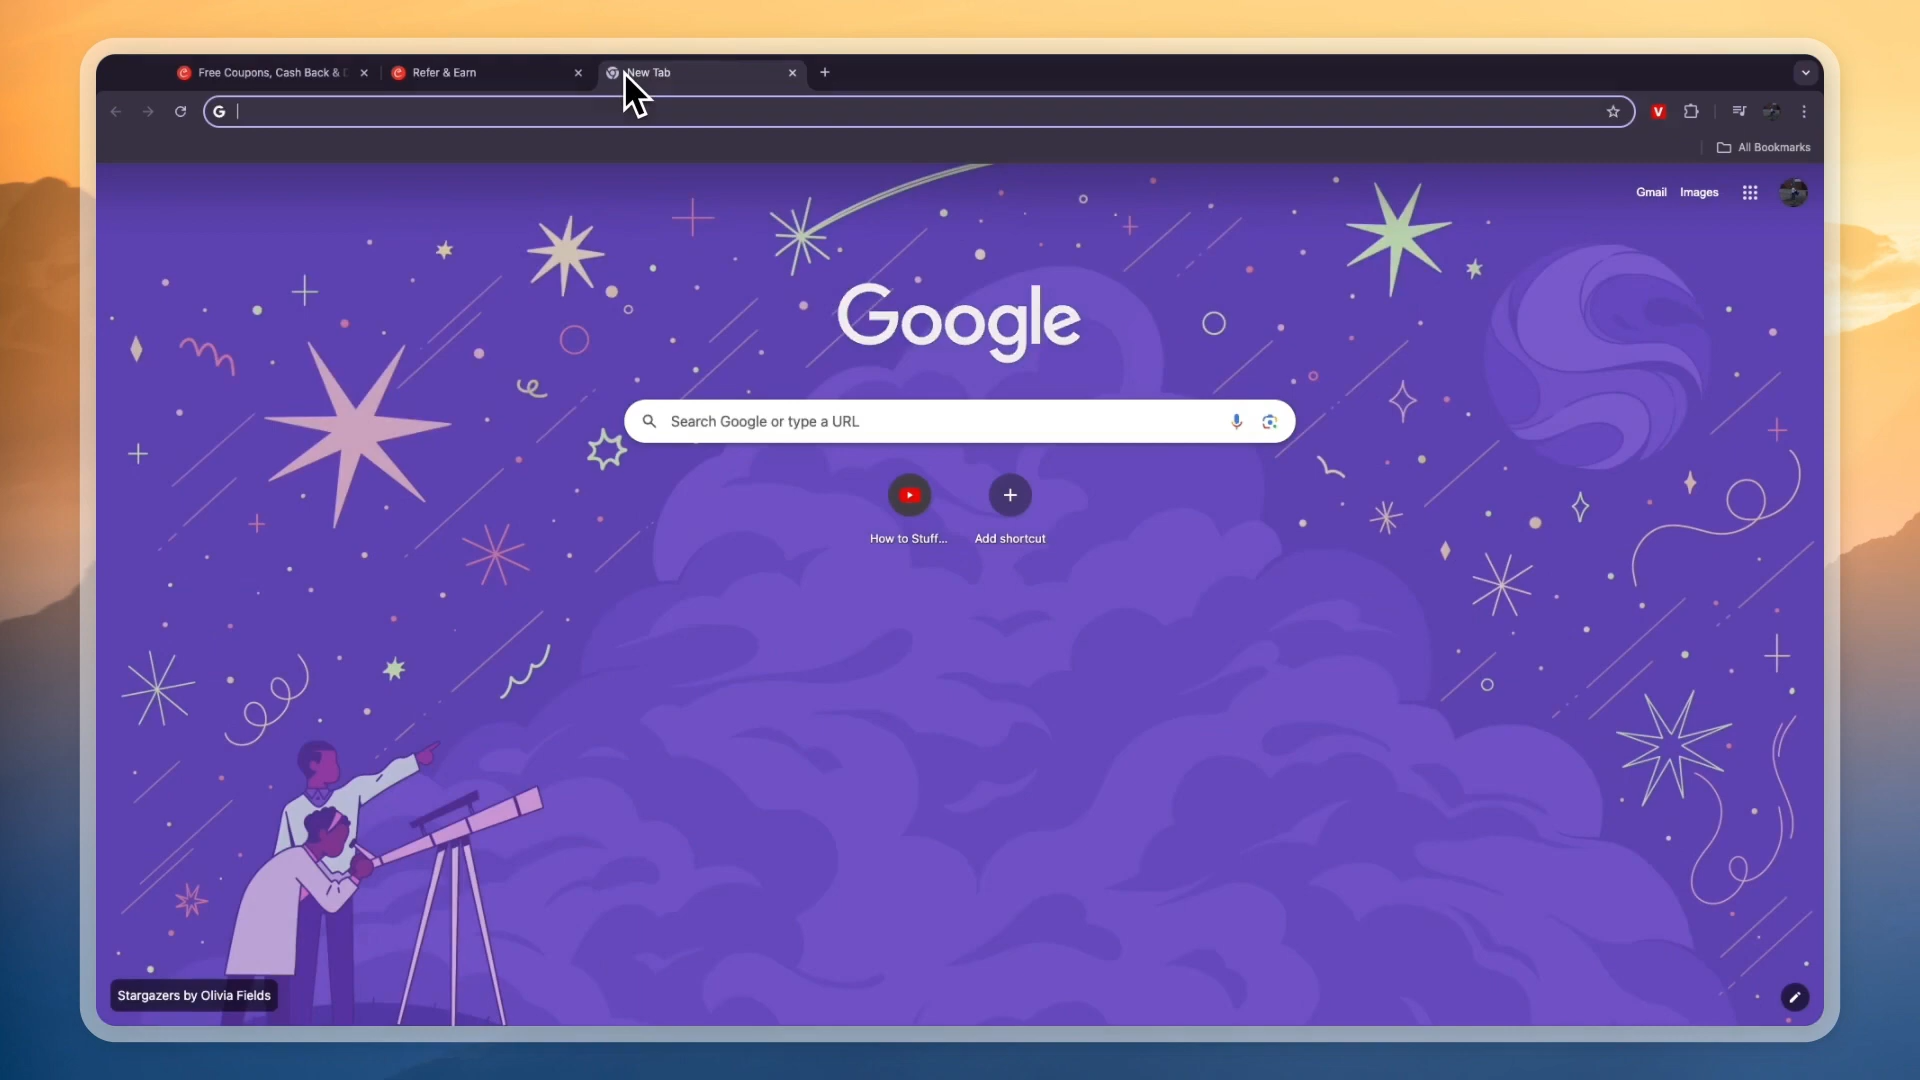 Free Coupons, Cash Back &
Refer & Earn
New Tab
All Bookmarks
Gmail
Images
Google
Search Google or type a URL
How to Stuff...
Add shortcut
Stargazers by Olivia Fields